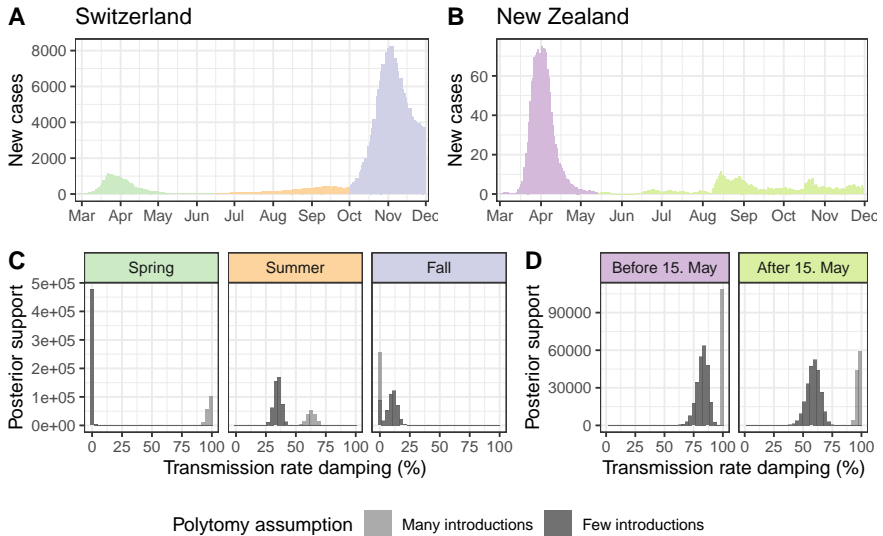 A Switzerland
New cases
8000
6000
4000
2000
0
Mar Apr May Jun Jul Aug Sep Oct Nov Dec
B New Zealand
New cases
60
40
20
0
Mar Apr May Jun Jul Aug Sep Oct Nov Dec
C
Spring Summer Fall
Posterior support
5e+05
4e+05
3e+05
2e+05
1e+05
0e+00
0 25 50 75 100 0 25 50 75 100 0 25 50 75 100
Transmission rate damping (%)
D
Before 15. May After 15. May
Posterior support
90000
60000
30000
0
0 25 50 75 100 0 25 50 75 100
Transmission rate damping (%)
Polytomy assumption Many introductions Few introductions